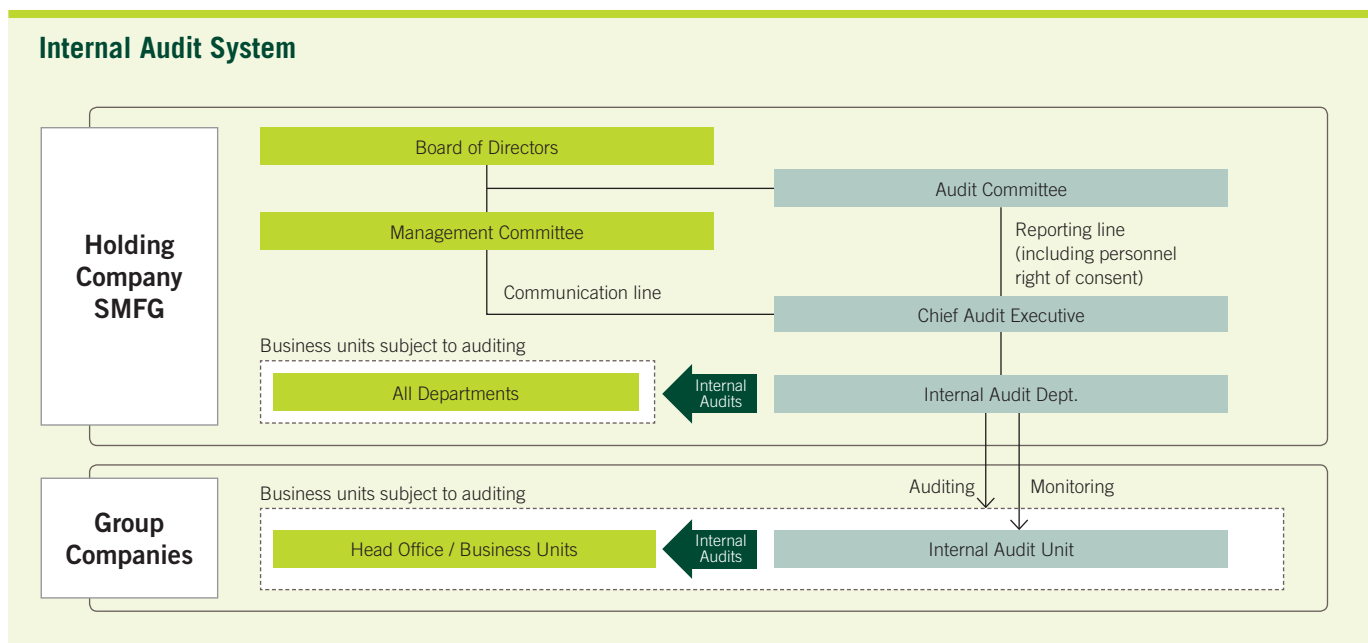 Internal Audit System
Holding
Company
SMFG
Board of Directors
Audit Committee
Management Committee
Reporting line
(including personnel
right of consent)
Communication line
Chief Audit Executive
Business units subject to auditing
All Departments
Internal
Audits
Internal Audit Dept.
Group
Companies
Business units subject to auditing
Auditing
Monitoring
Head Office / Business Units
Internal
Audits
Internal Audit Unit